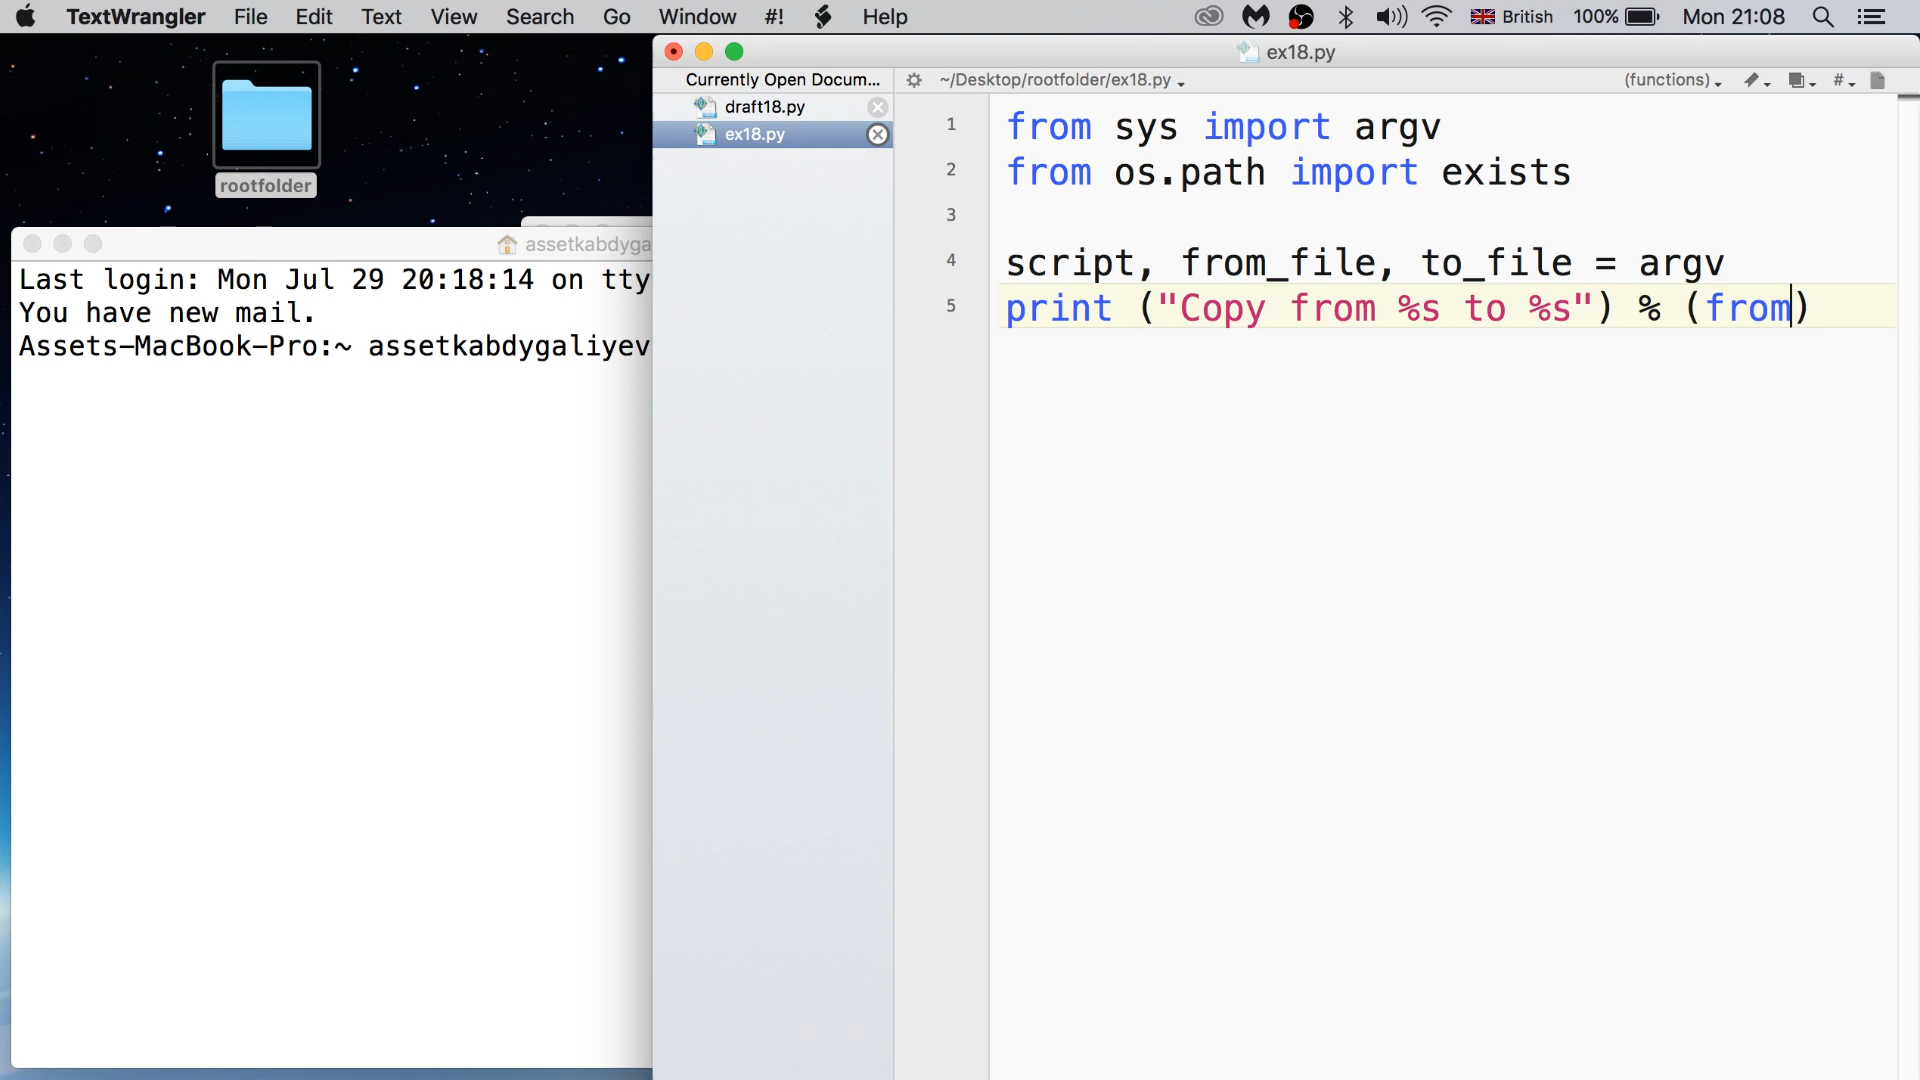 TextWrangler File Edit Text View Search Go Window #! Help British 100% Mon 21:08
rootfolder
assetkabdyga
Last login: Mon Jul 29 20:18:14 on tty
You have new mail.
Assets-MacBook-Pro:~ assetkabdygaliyev
ex18.py
Currently Open Docum... ~/Desktop/rootfolder/ex18.py (functions) #
draft18.py
ex18.py
1 from sys import argv
2 from os.path import exists
3
4 script, from_file, to_file = argv
5 print ("Copy from %s to %s") % (from)